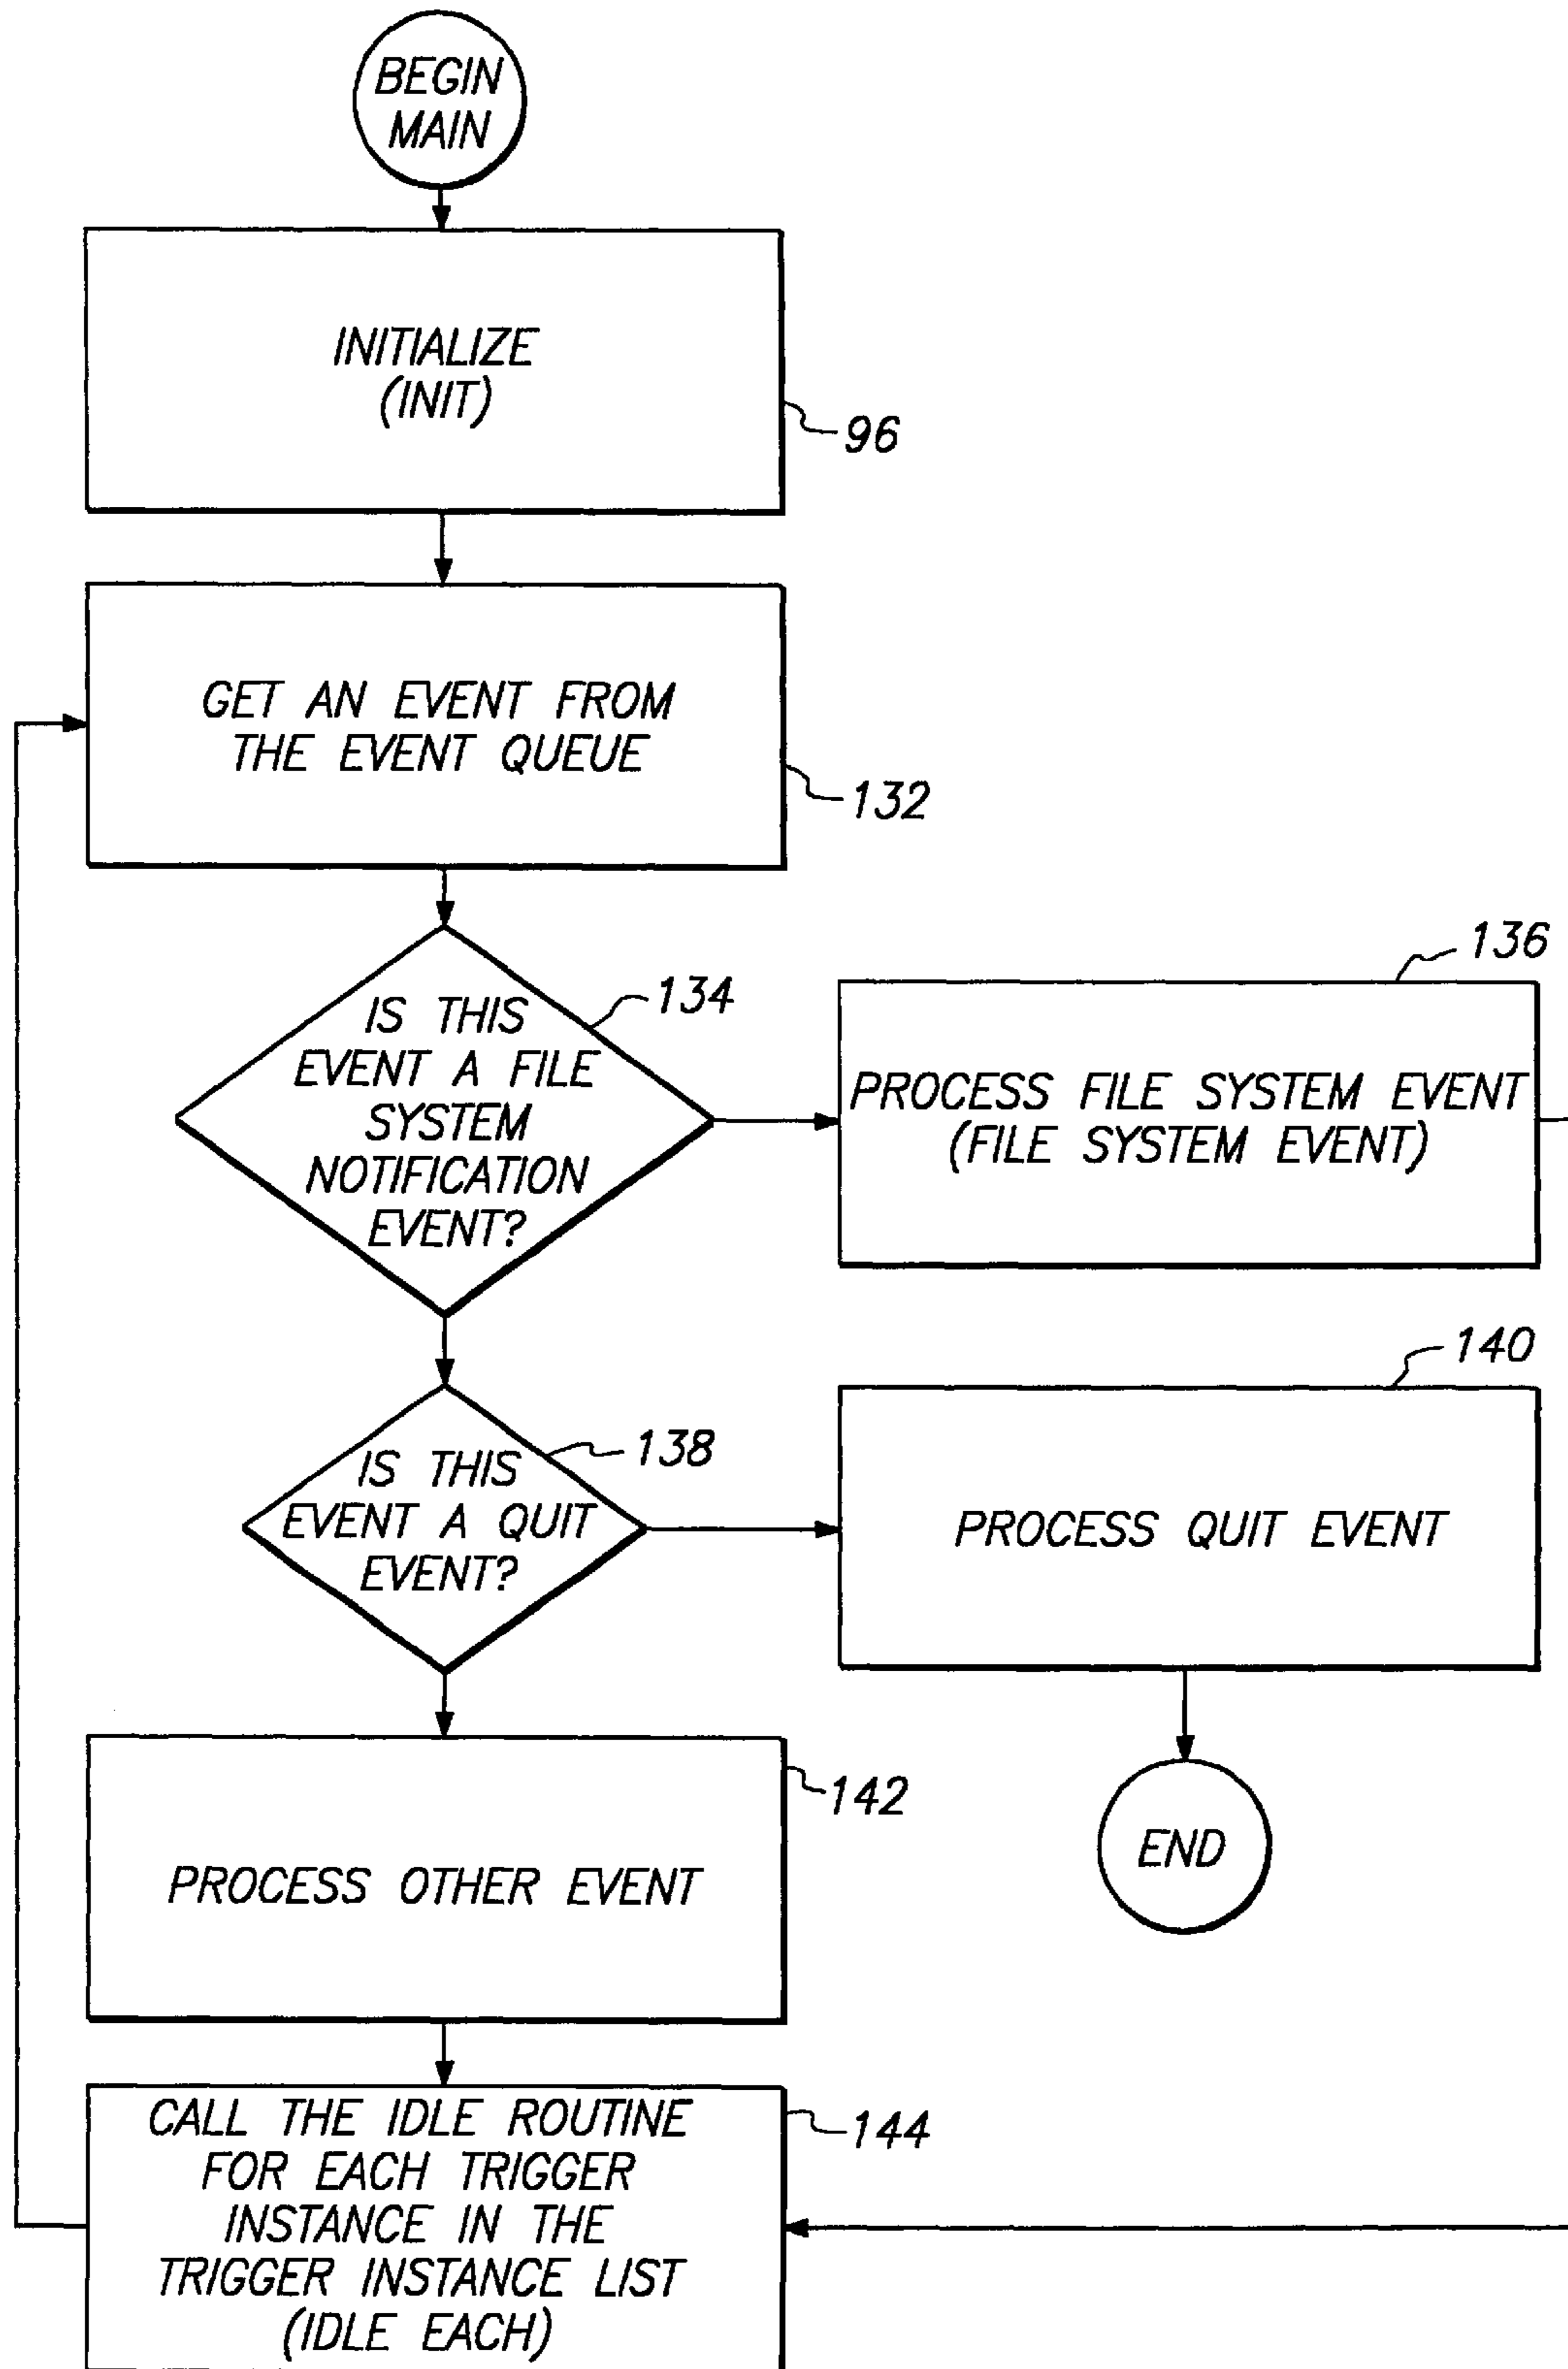 BEGIN
MAIN
INITIALIZE
(INIT)
96
GET AN EVENT FROM
THE EVENT QUEUE
132
134
IS THIS
EVENT A FILE
SYSTEM
NOTIFICATION
EVENT?
136
PROCESS FILE SYSTEM EVENT
(FILE SYSTEM EVENT)
138
IS THIS
EVENT A QUIT
EVENT?
140
PROCESS QUIT EVENT
142
PROCESS OTHER EVENT
END
CALL THE IDLE ROUTINE
FOR EACH TRIGGER
INSTANCE IN THE
TRIGGER INSTANCE LIST
(IDLE EACH)
144